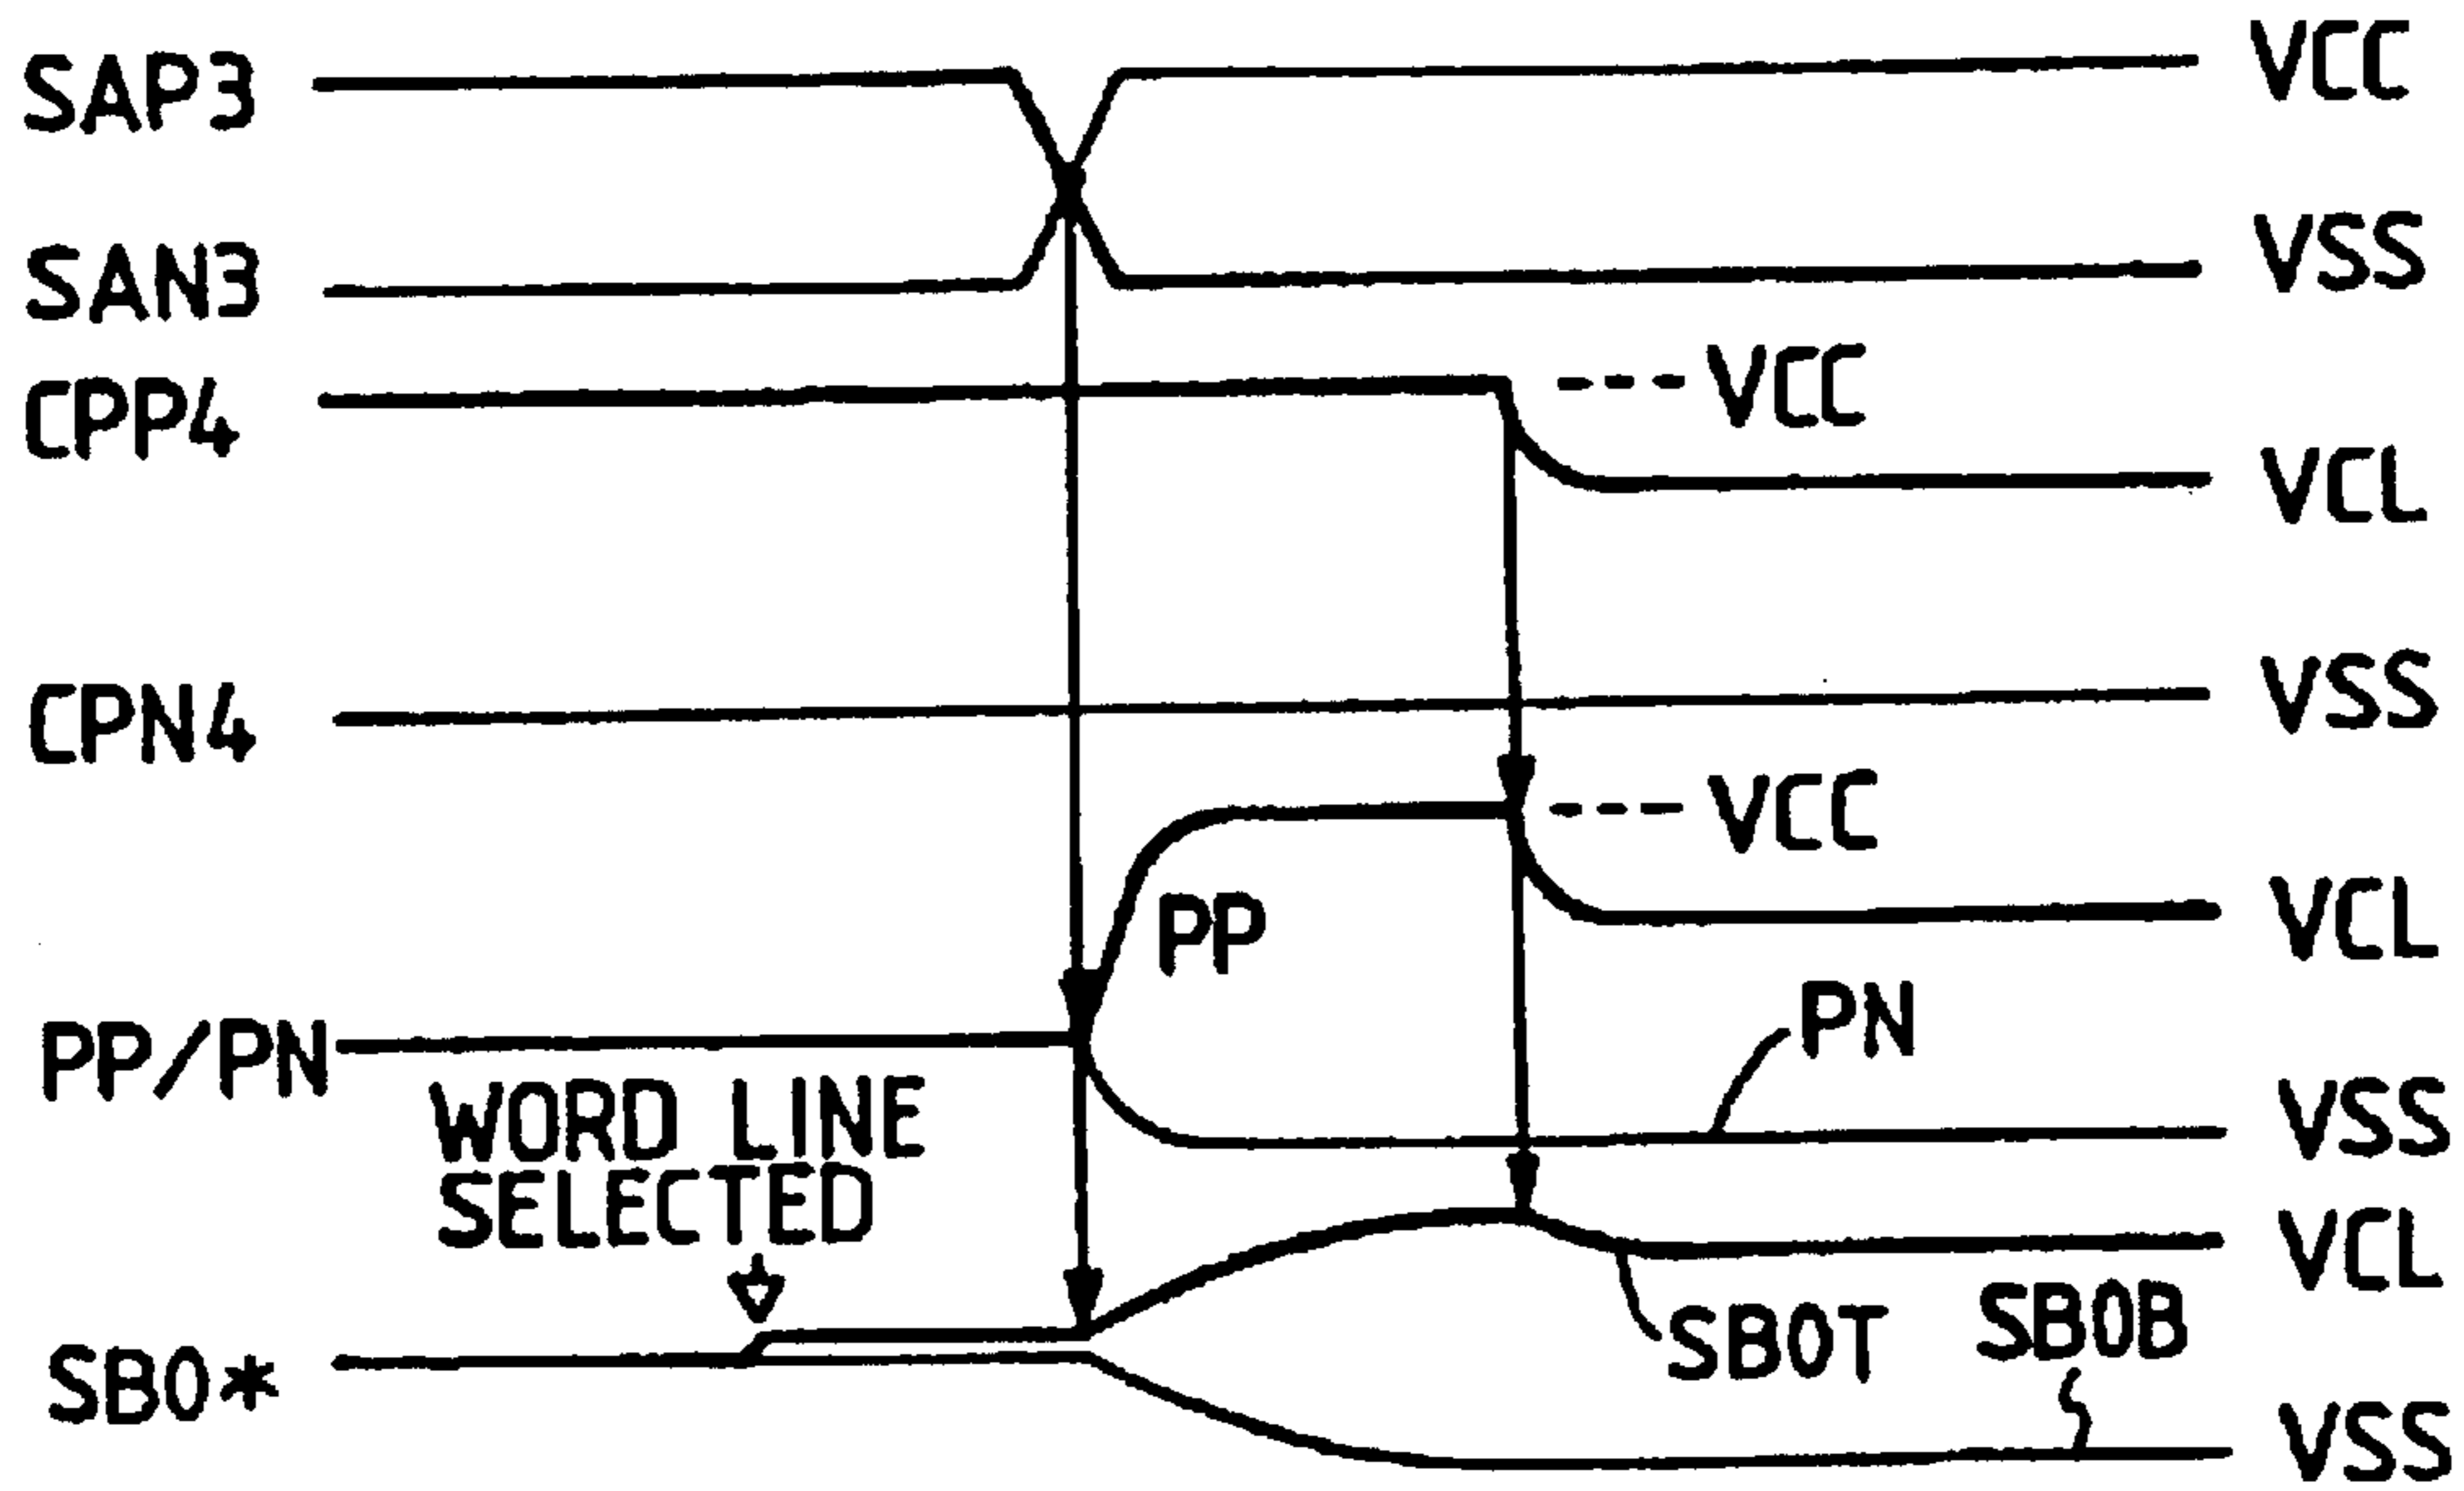 SAP3
VCC
SAN3
VSS
CPP4
--- VCC
VCL
CPN4
VSS
--- VCC
PP
VCL
PN
PP/PN
WORD LINE
SELECTED
VSS
VCL
SB0T
SB0B
SB0*
VSS